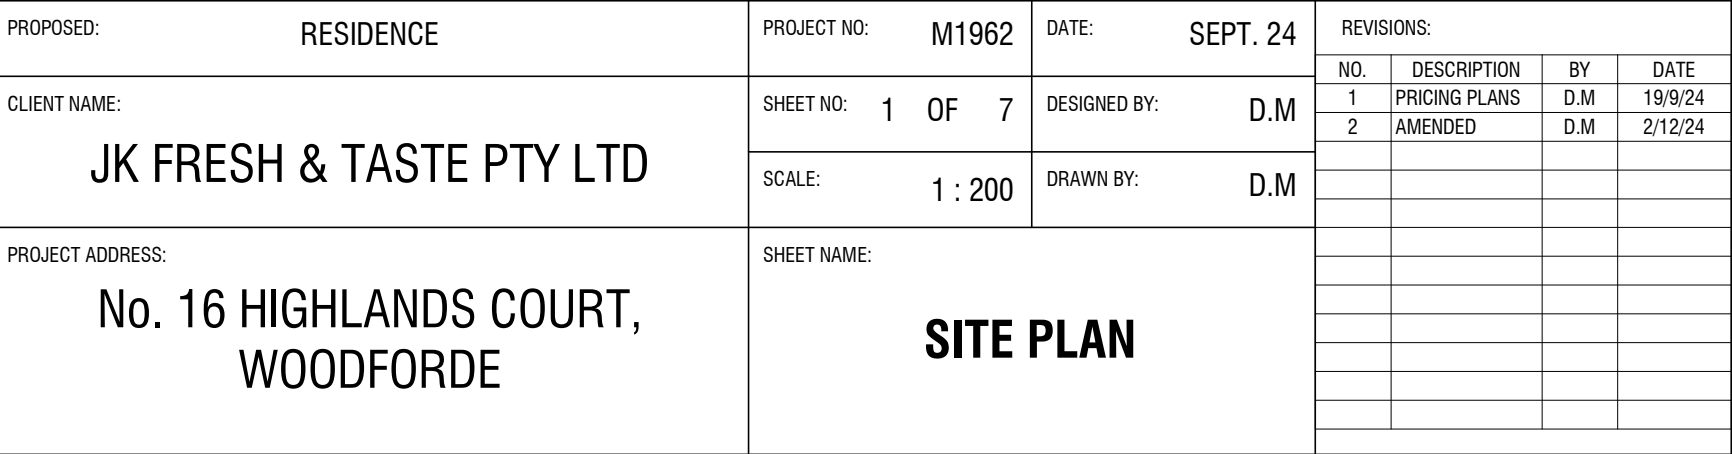 PROPOSED: RESIDENCE
PROJECT NO: M1962
DATE: SEPT. 24
CLIENT NAME:
JK FRESH & TASTE PTY LTD
SHEET NO: 1 OF 7
DESIGNED BY: D.M
SCALE: 1 : 200
DRAWN BY: D.M
PROJECT ADDRESS:
No. 16 HIGHLANDS COURT,
WOODFORDE
SHEET NAME:
SITE PLAN
REVISIONS:
NO. DESCRIPTION BY DATE
1 PRICING PLANS D.M 19/9/24
2 AMENDED D.M 2/12/24